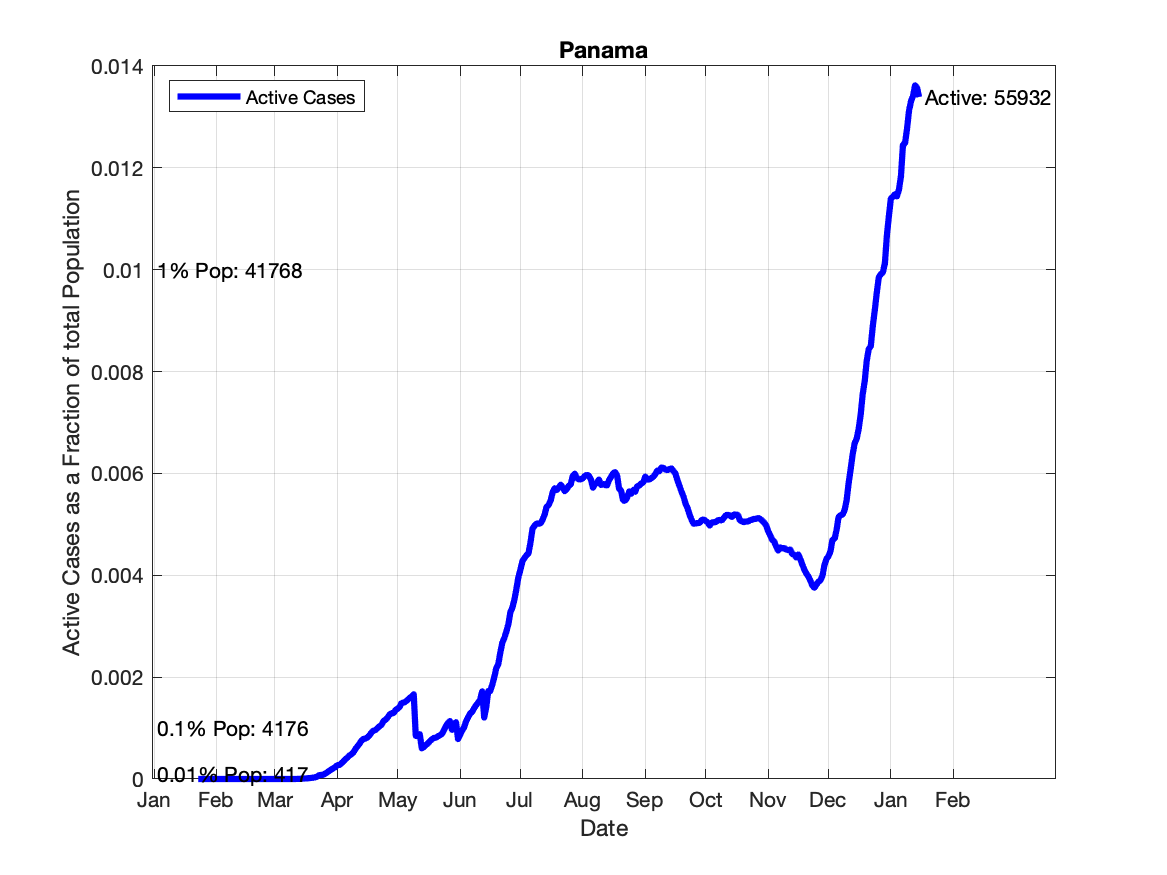 Panama
0.014
Active Cases
Active: 55932
0.012
0.01
1% Pop: 41768
0.008
0.006
0.004
0.002
0.1% Pop: 4176
0
0.01% Pop: 417
Active Cases as a Fraction of total Population
Jan Feb Mar Apr May Jun Jul Aug Sep Oct Nov Dec Jan Feb
Date